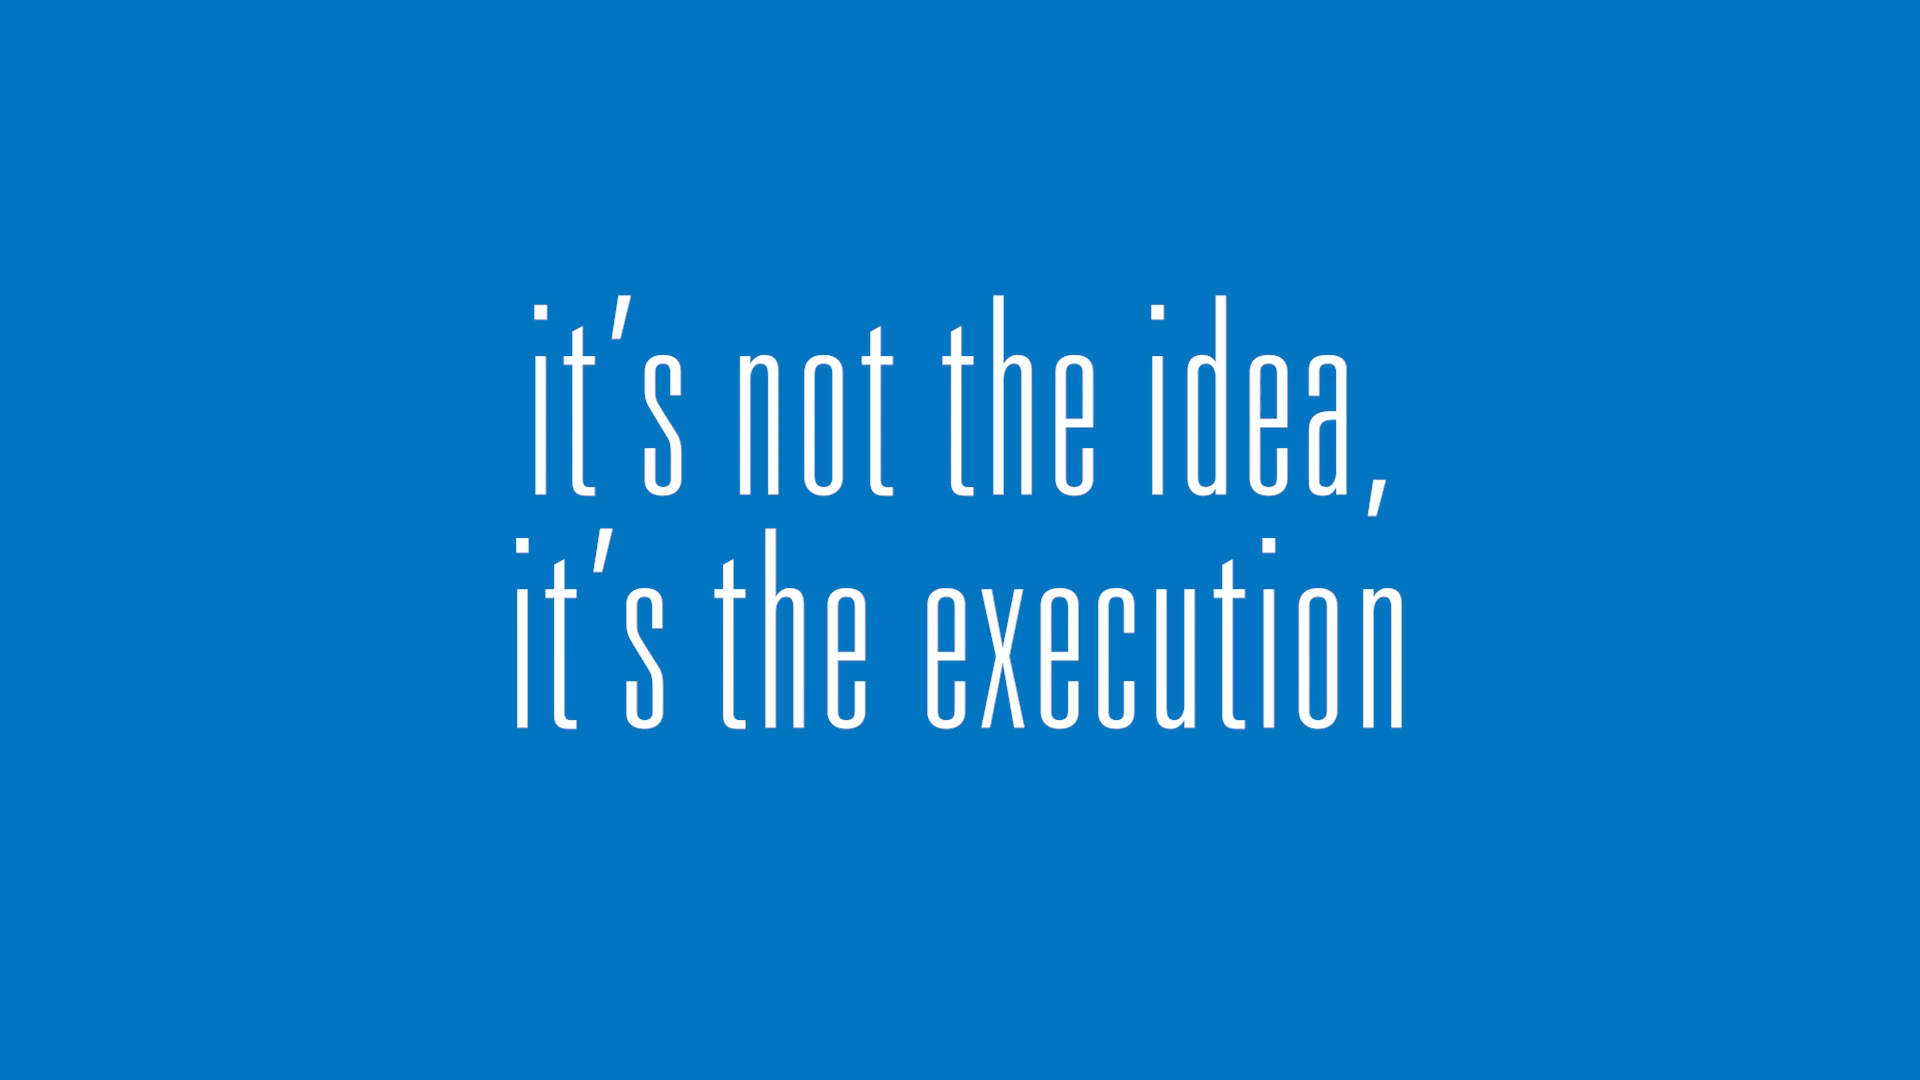 it’s not the idea,
it’s the execution